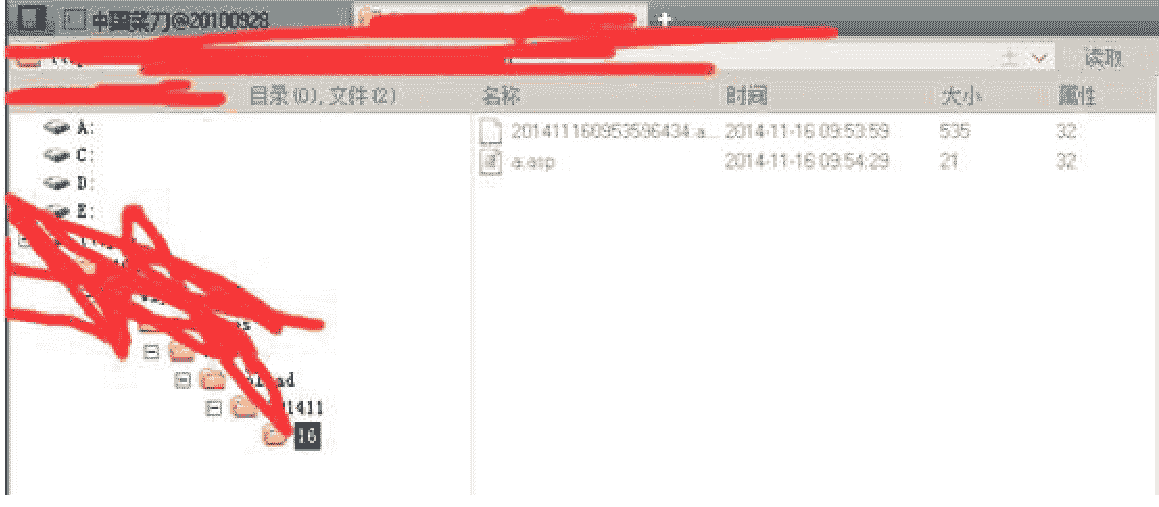 中国菜刀@20100928
读取
目录(0),文件(2) 名称 时间 大小 属性
201411160953596434.a... 2014-11-16 09:53:59 535 32
a.asp 2014-11-16 09:54:29 21 32
A:
C:
D:
E:
16